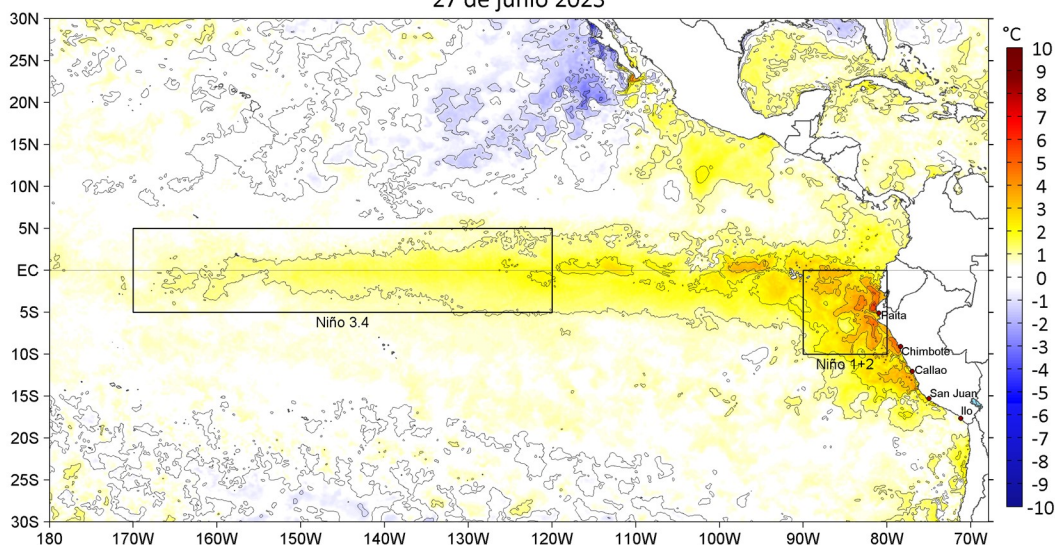 27 de junio 2023
°C
30N
25N
20N
15N
10N
5N
EC
5S
10S
15S
20S
25S
30S
180
170W
160W
150W
140W
130W
120W
110W
100W
90W
80W
70W
Niño 3.4
Niño 1+2
Paita
Chimbote
Callao
San Juan
Ilo
10
9
8
7
6
5
4
3
2
1
0
-1
-2
-3
-4
-5
-6
-7
-8
-9
-10